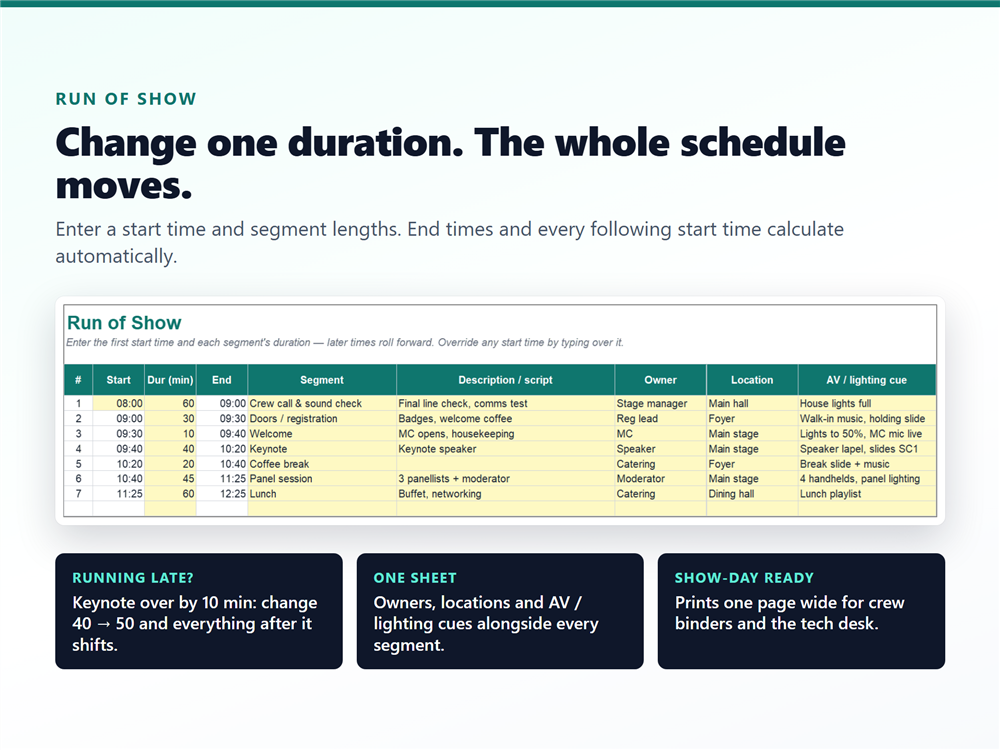 RUN OF SHOW
Change one duration. The whole schedule
moves.
Enter a start time and segment lengths. End times and every following start time calculate
automatically.
Run of Show
Enter the first start time and each segment's duration — later times roll forward. Override any start time by typing over it.
# Start Dur (min) End Segment Description / script Owner Location AV / lighting cue
1 08:00 60 09:00 Crew call & sound check Final line check, comms test Stage manager Main hall House lights full
2 09:00 30 09:30 Doors / registration Badges, welcome coffee Reg lead Foyer Walk-in music, holding slide
3 09:30 10 09:40 Welcome MC opens, housekeeping MC Main stage Lights to 50%, MC mic live
4 09:40 40 10:20 Keynote Keynote speaker Speaker Main stage Speaker lapel, slides SC1
5 10:20 20 10:40 Coffee break Catering Foyer Break slide + music
6 10:40 45 11:25 Panel session 3 panellists + moderator Moderator Main stage 4 handhelds, panel lighting
7 11:25 60 12:25 Lunch Buffet, networking Catering Dining hall Lunch playlist
RUNNING LATE?
Keynote over by 10 min: change
40 → 50 and everything after it
shifts.
ONE SHEET
Owners, locations and AV /
lighting cues alongside every
segment.
SHOW-DAY READY
Prints one page wide for crew
binders and the tech desk.